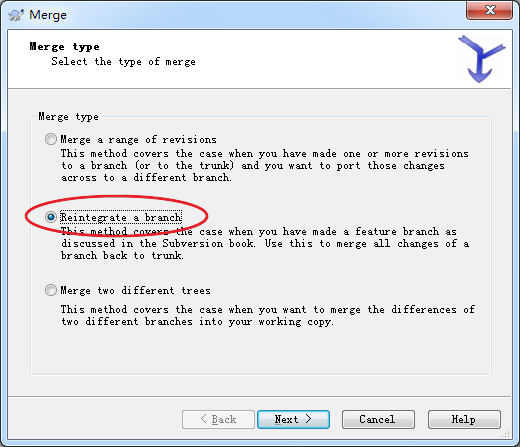 Merge
Merge type
Select the type of merge
Merge type
Merge a range of revisions
This method covers the case when you have made one or more revisions
to a branch (or to the trunk) and you want to port those changes
across to a different branch.
Reintegrate a branch
This method covers the case when you have made a feature branch as
discussed in the Subversion book. Use this to merge all changes of a
branch back to trunk.
Merge two different trees
This method covers the case when you want to merge the differences of
two different branches into your working copy.
< Back
Next >
Cancel
Help